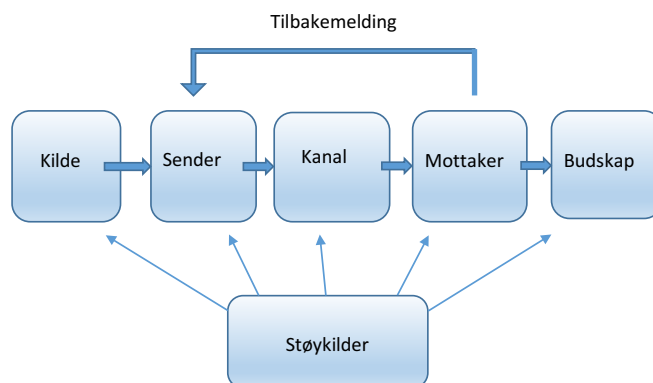 Tilbakemelding
Kilde
Sender
Kanal
Mottaker
Budskap
Støykilder